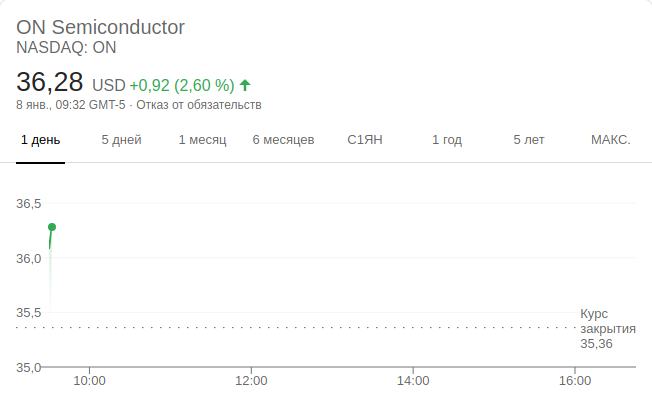 ON Semiconductor
NASDAQ: ON
36,28 USD +0,92 (2,60 %)
8 янв., 09:32 GMT-5 · Отказ от обязательств
1 день 5 дней 1 месяц 6 месяцев С1ЯН 1 год 5 лет МАКС.
36,5
36,0
35,5
Курс
закрытия
35,36
35,0
10:00 12:00 14:00 16:00